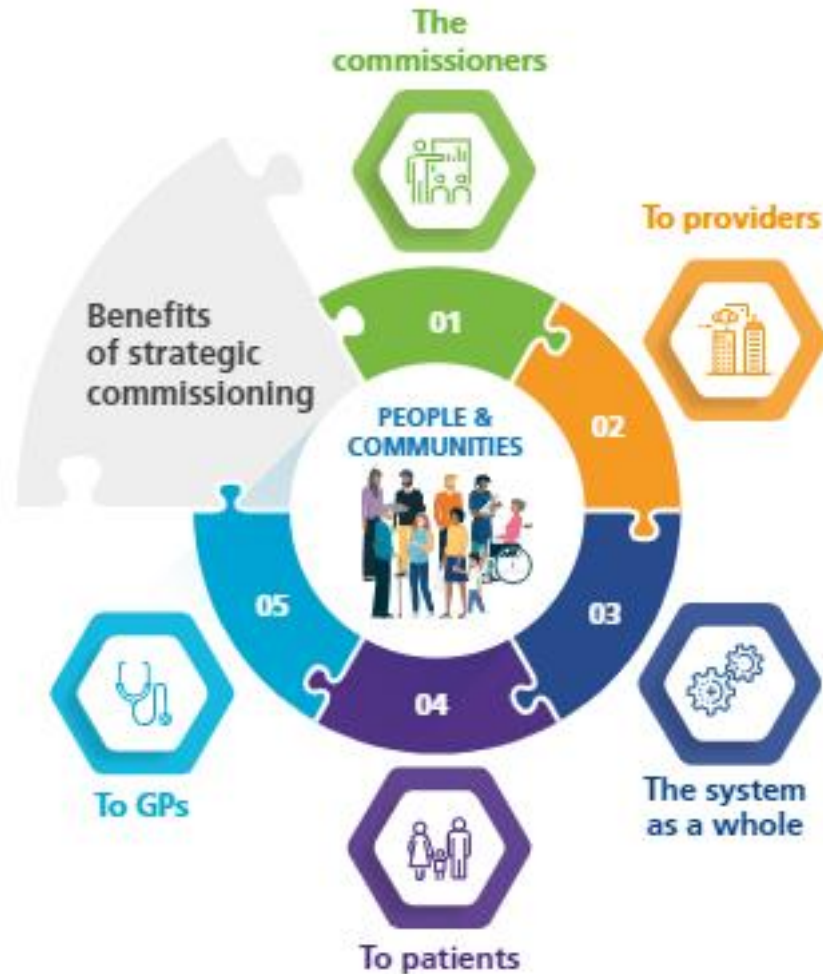 The
commissioners
To providers
Benefits
of strategic
commissioning
01
02
PEOPLE &
COMMUNITIES
03
04
05
To GPs
The system
as a whole
To patients